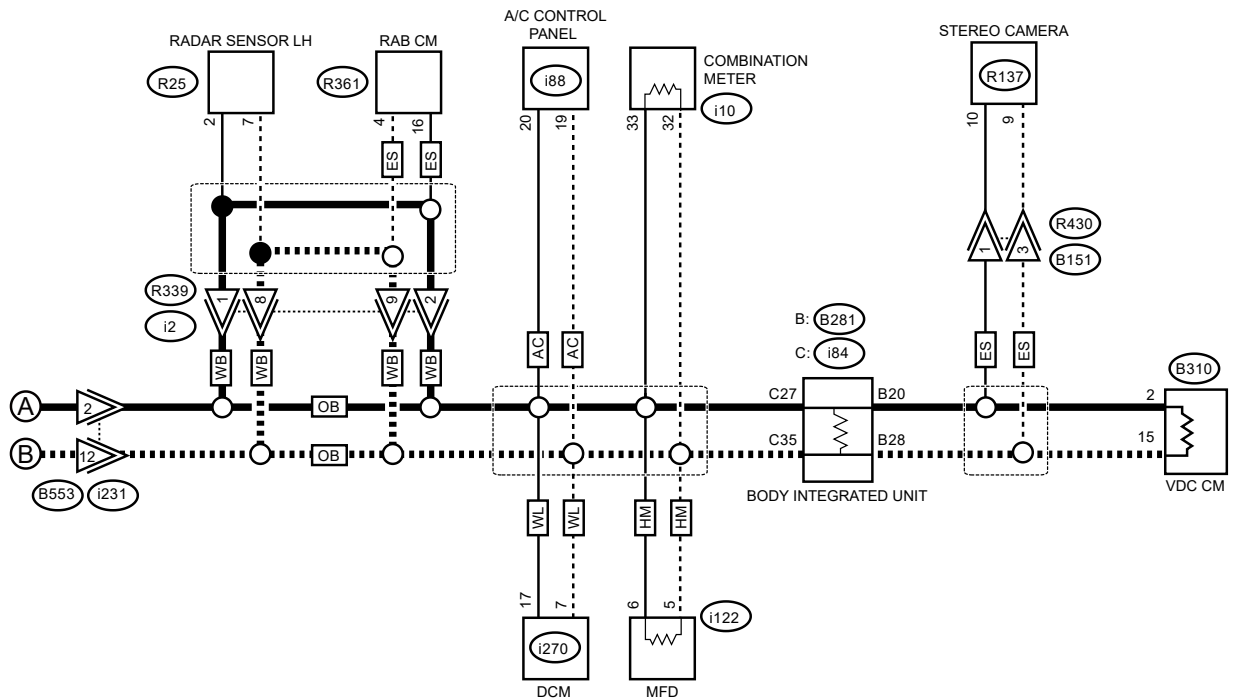 A/C CONTROL
PANEL
STEREO CAMERA
RADAR SENSOR LH
RAB CM
COMBINATION
METER
R25
R361
i88
i10
R137
2
7
4
16
20
19
33
32
10
9
ES
ES
R430
B151
1
3
R339
i2
1
8
9
2
B: B281
C: i84
WB
WB
WB
WB
AC
AC
ES
ES
B310
A
2
OB
C27
B20
2
B
12
OB
C35
B28
15
B553
i231
BODY INTEGRATED UNIT
VDC CM
WL
WL
HM
HM
17
7
6
5
i122
i270
DCM
MFD